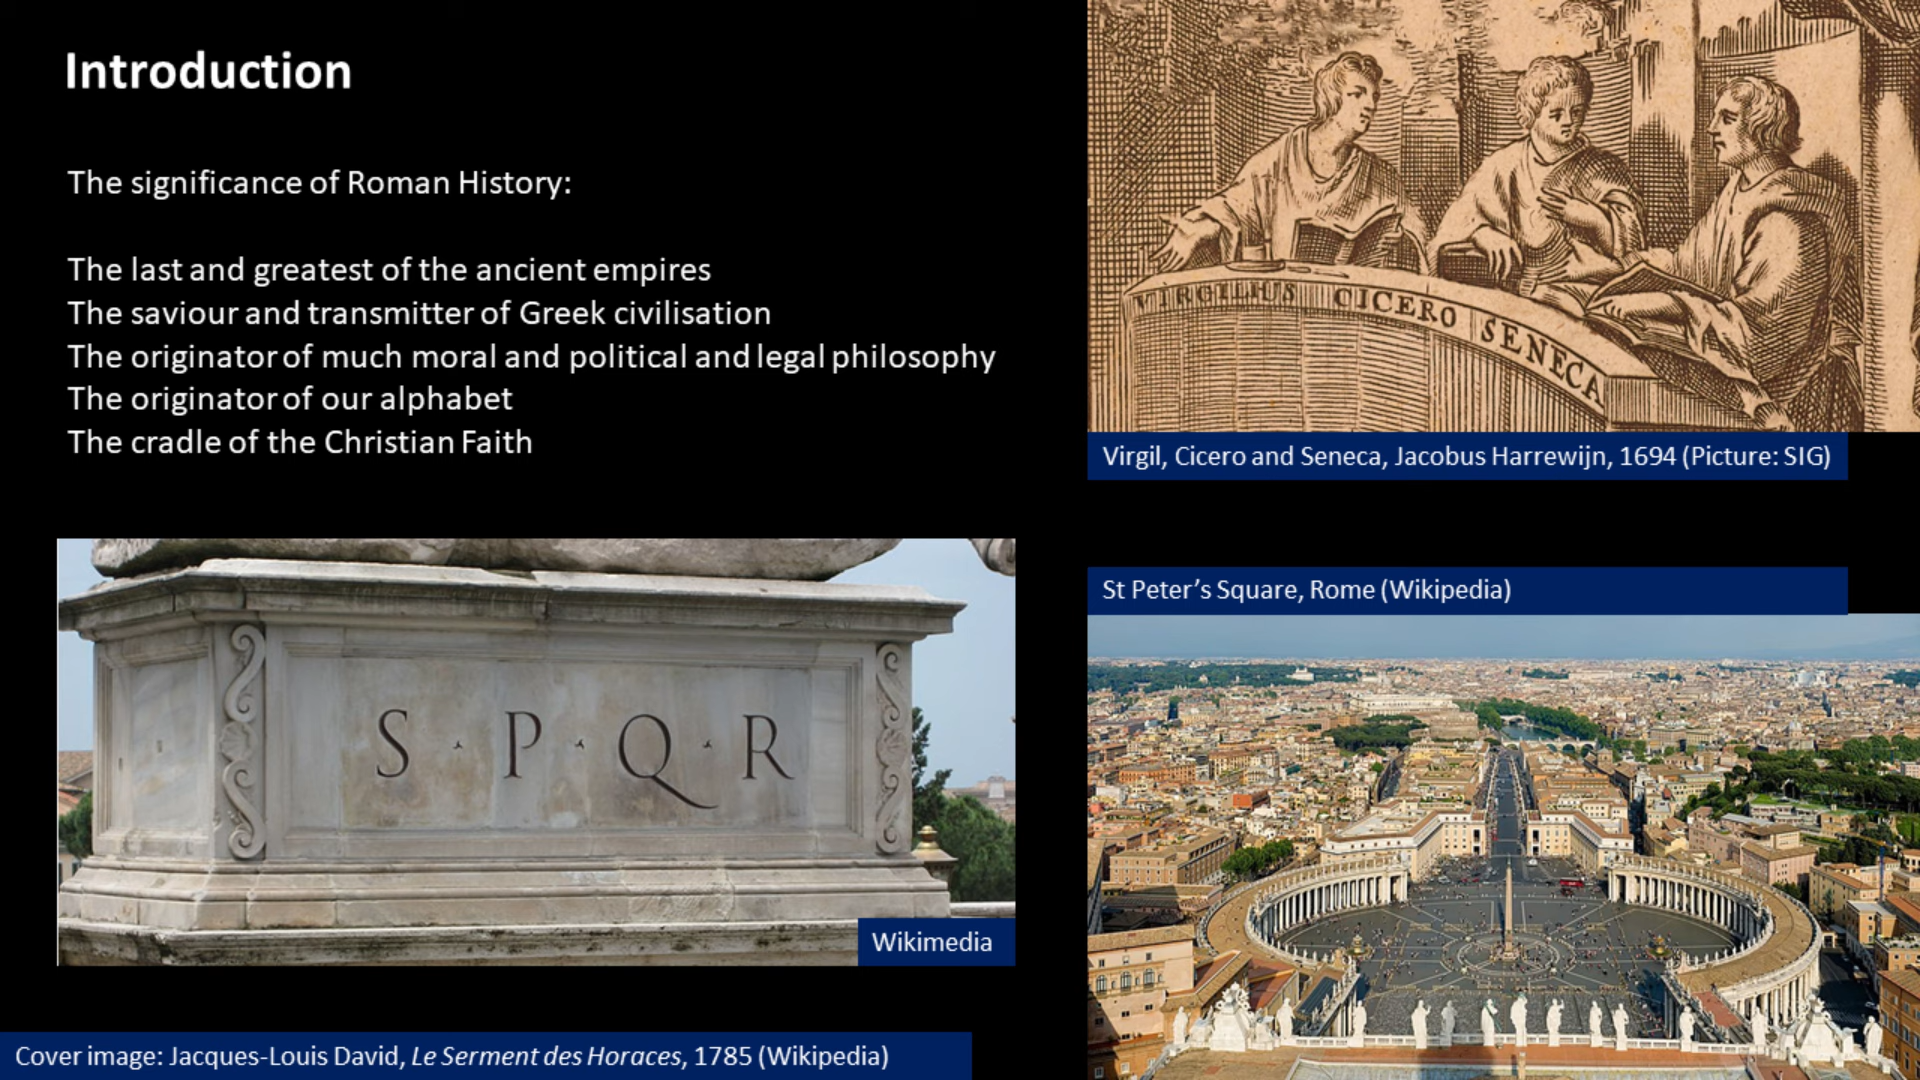 Introduction
The significance of Roman History:
The last and greatest of the ancient empires
The saviour and transmitter of Greek civilisation
The originator of much moral and political and legal philosophy
The originator of our alphabet
The cradle of the Christian Faith
VIRGILIUS CICERO SENECA
Virgil, Cicero and Seneca, Jacobus Harrewijn, 1694 (Picture: SIG)
S · P · Q · R
Wikimedia
St Peter's Square, Rome (Wikipedia)
Cover image: Jacques-Louis David, Le Serment des Horaces, 1785 (Wikipedia)